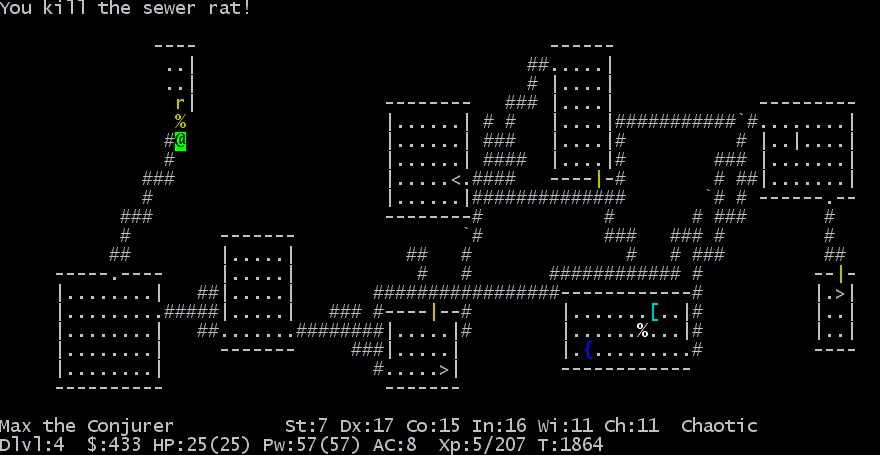 You kill the sewer rat!
Max the Conjurer St:7 Dx:17 Co:15 In:16 Wi:11 Ch:11 Chaotic
Dlvl:4 $:433 HP:25(25) Pw:57(57) AC:8 Xp:5/207 T:1864